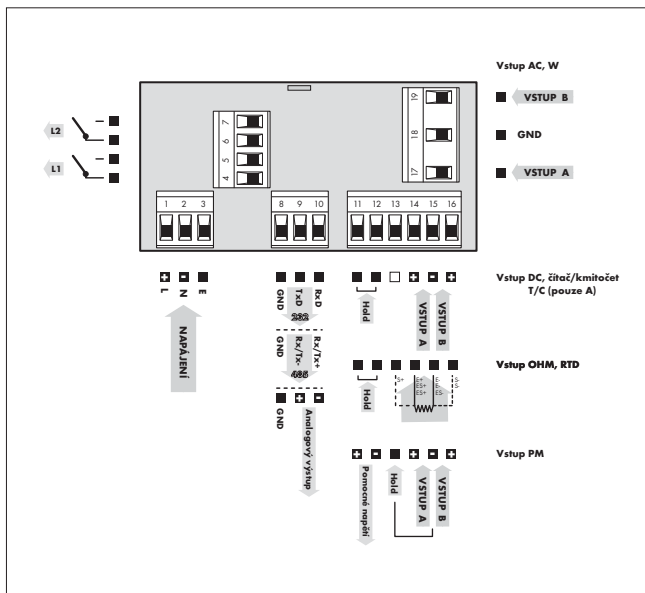 Vstup AC, W
19
VSTUP B
L2
7
6
18
GND
L1
5
4
17
VSTUP A
1 2 3
8 9 10
11 12 13 14 15 16
+ - 
L N E
NAPÁJENÍ
GND TxD RxD
232
GND Rx/Tx- Rx/Tx+
485
GND + -
Analogový výstup
+ - +
Hold
VSTUP A
VSTUP B
Vstup DC, čítač/kmitočet
T/C (pouze A)
Hold
S+ E+ E- S-
ES+ ES-
Vstup OHM, RTD
+ - + - +
Pomocné napětí
Hold
VSTUP A
VSTUP B
Vstup PM